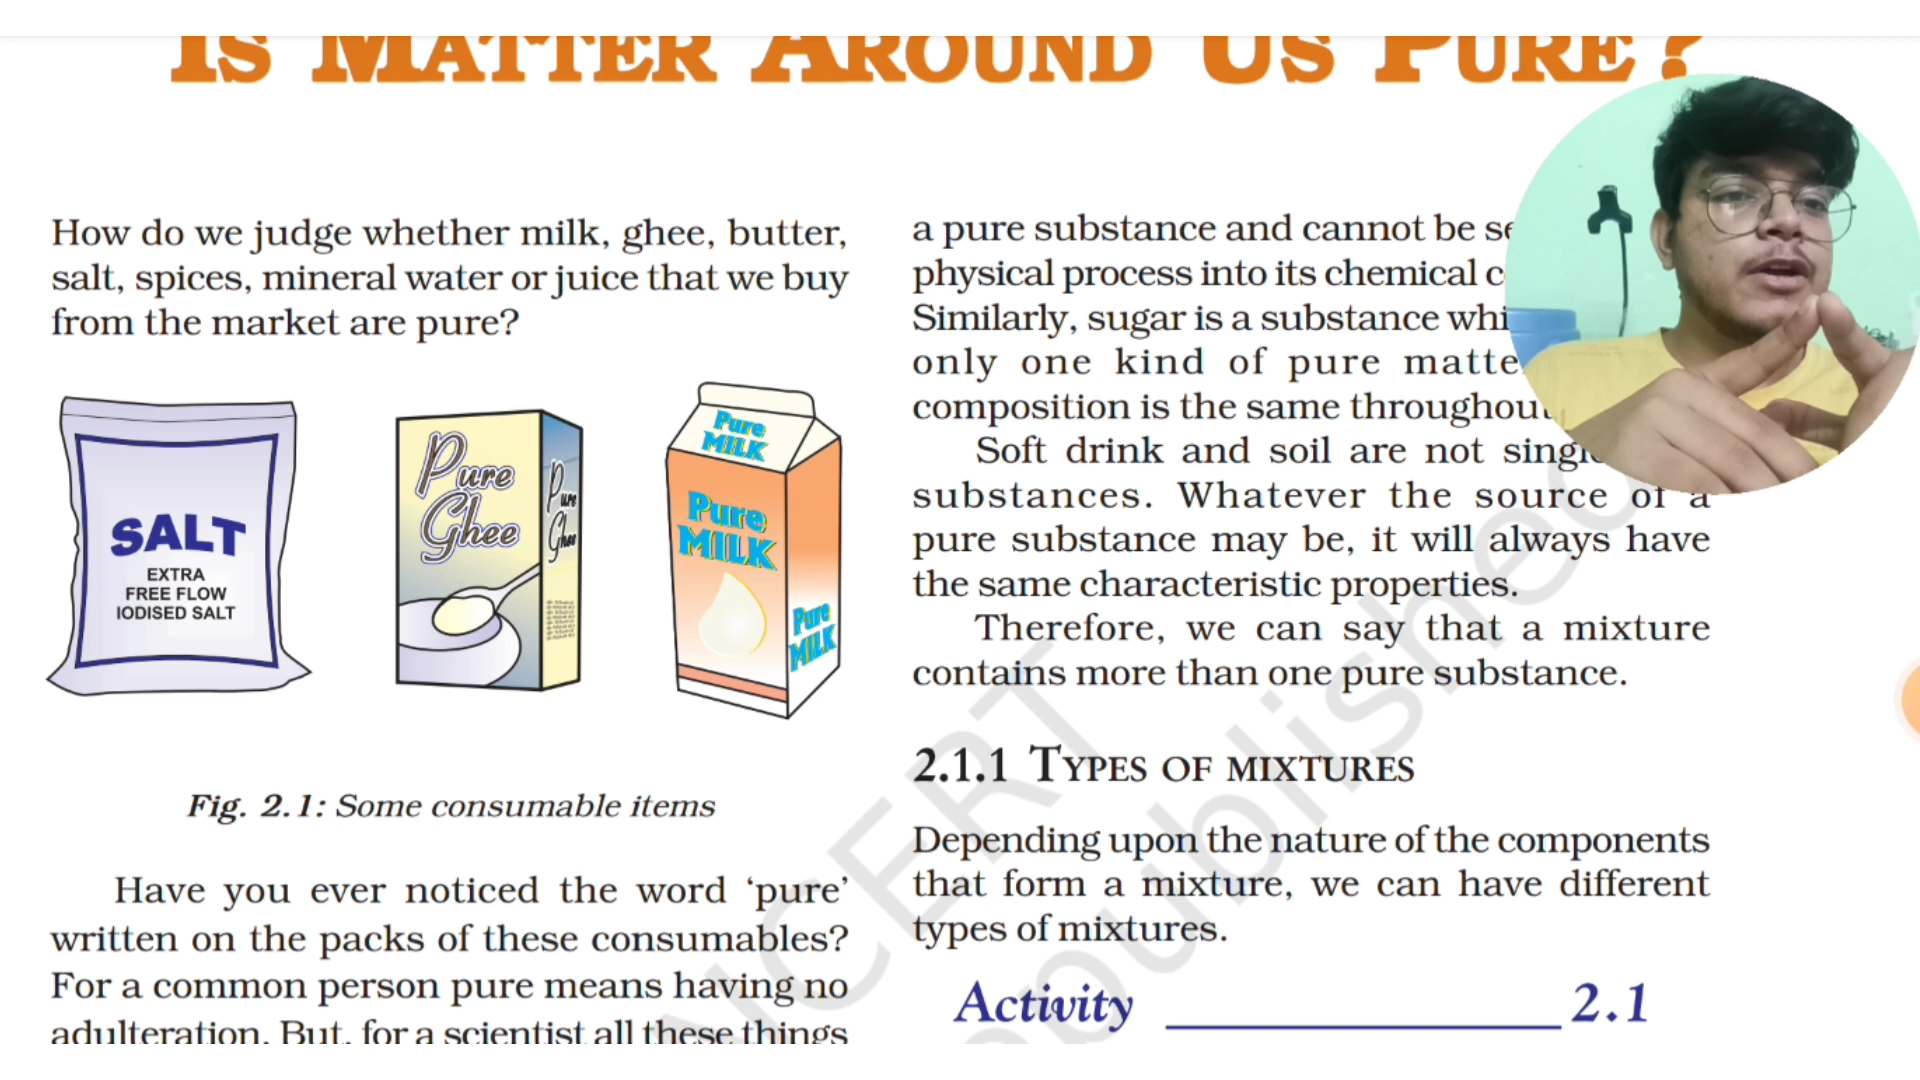 IS MATTER AROUND US PURE?
How do we judge whether milk, ghee, butter,
salt, spices, mineral water or juice that we buy
from the market are pure?
SALT
EXTRA
FREE FLOW
IODISED SALT
Pure
Ghee
Pure
Ghee
Pure
MILK
Pure
MILK
Pure
MILK
Fig. 2.1: Some consumable items
Have you ever noticed the word ‘pure’
written on the packs of these consumables?
For a common person pure means having no
adulteration. But, for a scientist all these things
a pure substance and cannot be
physical process into its chemical
Similarly, sugar is a substance
only one kind of pure
composition is the same
Soft drink and soil are not
substances. Whatever the source of a
pure substance may be, it will always have
the same characteristic properties.
Therefore, we can say that a mixture
contains more than one pure substance.
2.1.1 TYPES OF MIXTURES
Depending upon the nature of the components
that form a mixture, we can have different
types of mixtures.
Activity 2.1
NCERT
republished